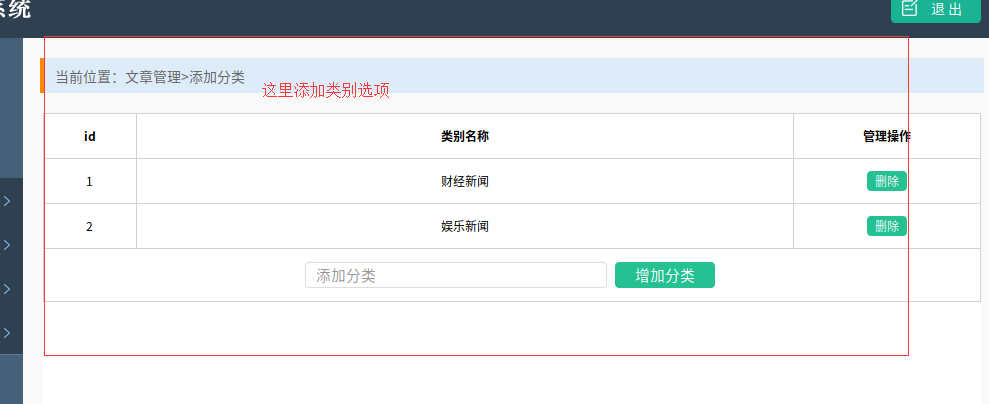 系统
退出
当前位置：文章管理>添加分类
这里添加类别选项
id 类别名称 管理操作
1 财经新闻 删除
2 娱乐新闻 删除
添加分类 增加分类